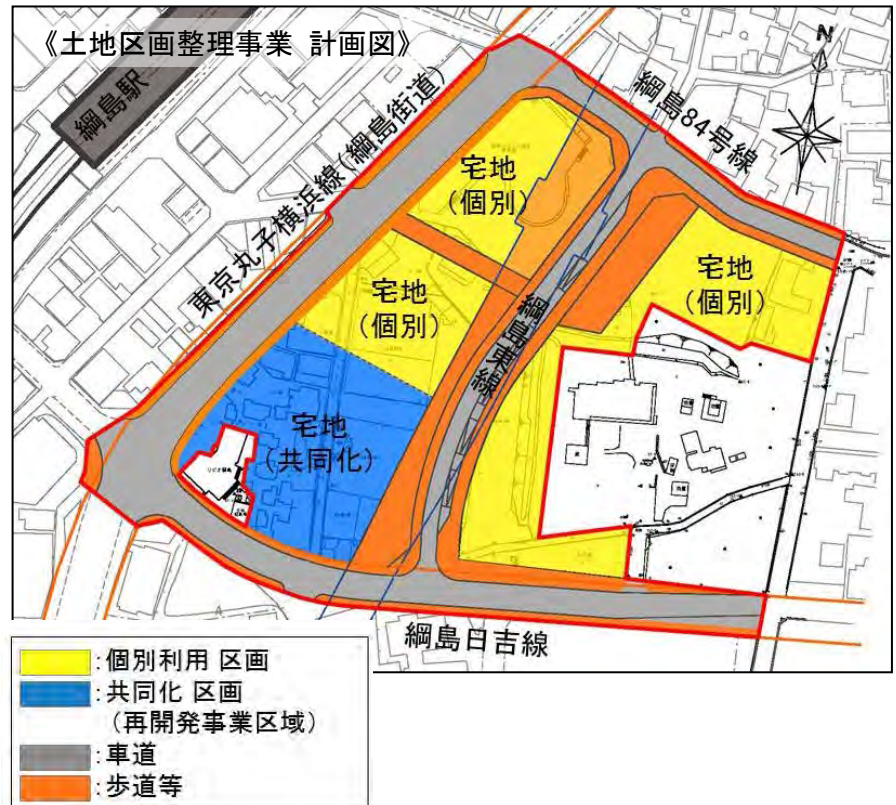 《土地区画整理事業 計画図》
綱島駅
東京丸子横浜線(綱島街道)
綱島84号線
N
宅地
(個別)
宅地
(個別)
宅地
(個別)
綱島東線
宅地
(共同化)
綱島日吉線
:個別利用 区画
:共同化 区画
(再開発事業区域)
:車道
:歩道等